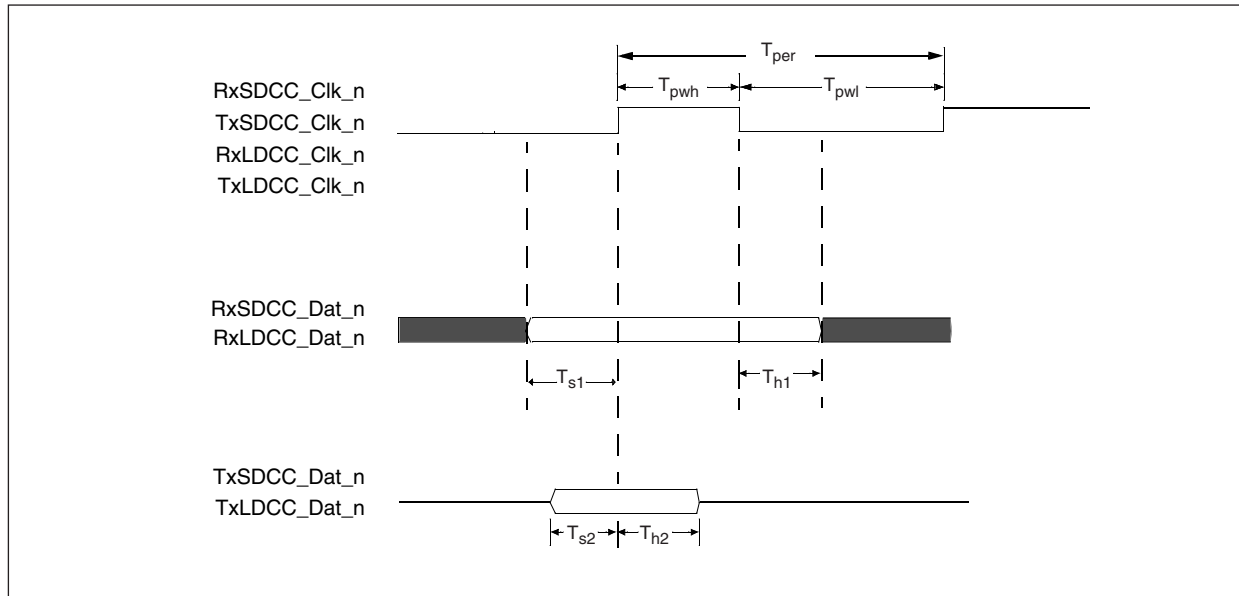 T_per
T_pwh T_pwl
RxSDCC_Clk_n
TxSDCC_Clk_n
RxLDCC_Clk_n
TxLDCC_Clk_n
RxSDCC_Dat_n
RxLDCC_Dat_n
T_s1 T_h1
TxSDCC_Dat_n
TxLDCC_Dat_n
T_s2 T_h2